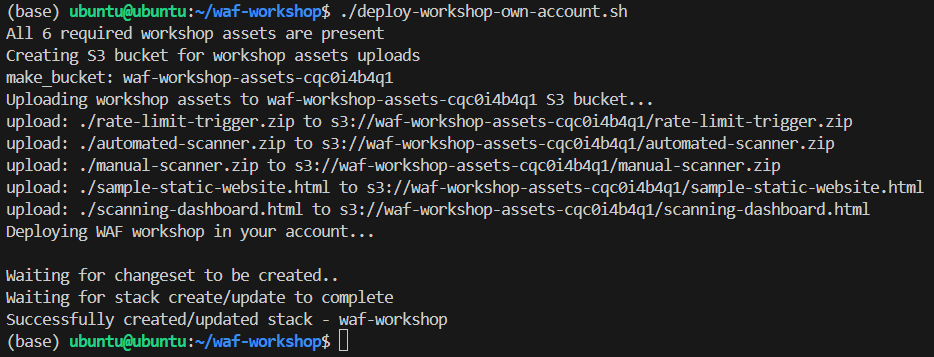 (base) ubuntu@ubuntu:~/waf-workshop$ ./deploy-workshop-own-account.sh
All 6 required workshop assets are present
Creating S3 bucket for workshop assets uploads
make_bucket: waf-workshop-assets-cqc0i4b4q1
Uploading workshop assets to waf-workshop-assets-cqc0i4b4q1 S3 bucket...
upload: ./rate-limit-trigger.zip to s3://waf-workshop-assets-cqc0i4b4q1/rate-limit-trigger.zip
upload: ./automated-scanner.zip to s3://waf-workshop-assets-cqc0i4b4q1/automated-scanner.zip
upload: ./manual-scanner.zip to s3://waf-workshop-assets-cqc0i4b4q1/manual-scanner.zip
upload: ./sample-static-website.html to s3://waf-workshop-assets-cqc0i4b4q1/sample-static-website.html
upload: ./scanning-dashboard.html to s3://waf-workshop-assets-cqc0i4b4q1/scanning-dashboard.html
Deploying WAF workshop in your account...
Waiting for changeset to be created..
Waiting for stack create/update to complete
Successfully created/updated stack - waf-workshop
(base) ubuntu@ubuntu:~/waf-workshop$